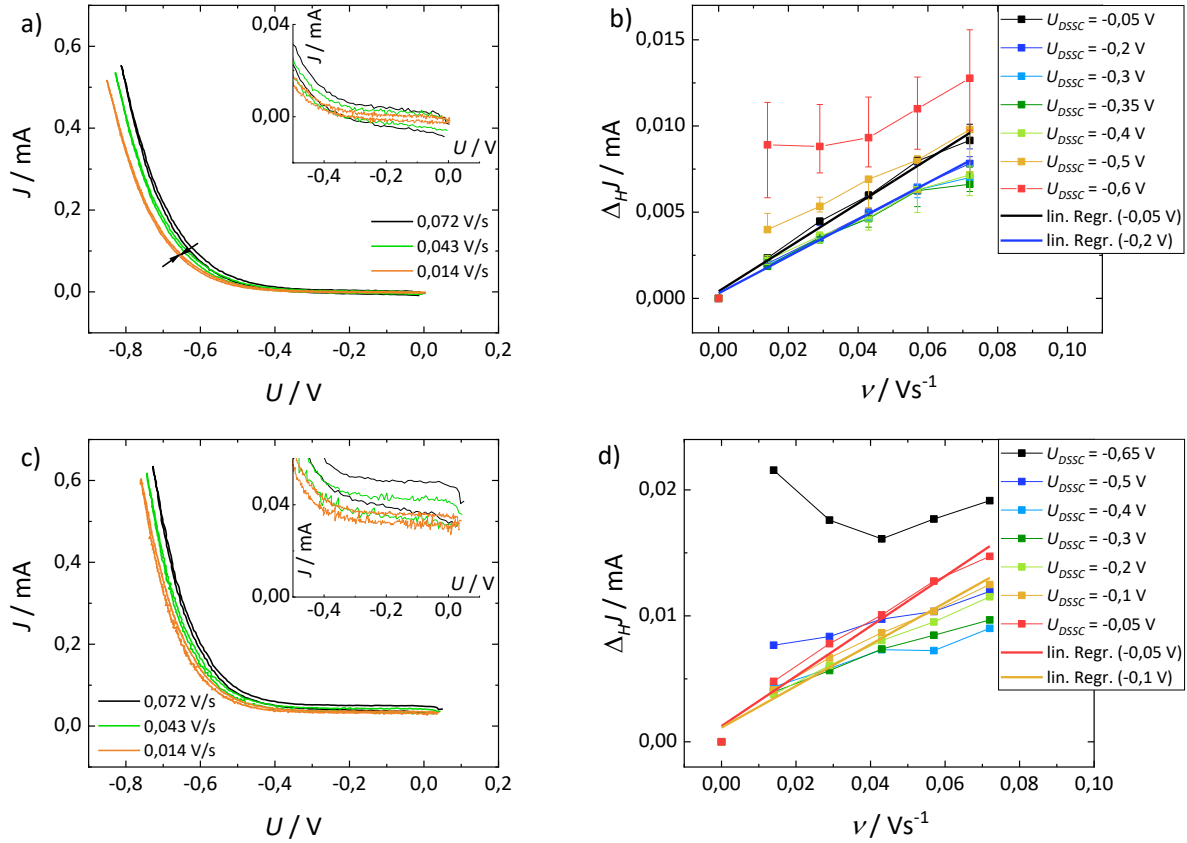 a)
J / mA
0,6
0,4
0,2
0,0
-0,8
-0,6
-0,4
-0,2
0,0
0,2
U / V
0,04
0,00
J / mA
U / V
-0,4
-0,2
0,0
0,072 V/s
0,043 V/s
0,014 V/s
b)
ΔHJ / mA
0,015
0,010
0,005
0,000
0,00
0,02
0,04
0,06
0,08
0,10
ν / Vs-1
UDSSC = -0,05 V
UDSSC = -0,2 V
UDSSC = -0,3 V
UDSSC = -0,35 V
UDSSC = -0,4 V
UDSSC = -0,5 V
UDSSC = -0,6 V
lin. Regr. (-0,05 V)
lin. Regr. (-0,2 V)
c)
J / mA
0,6
0,4
0,2
0,0
-0,8
-0,6
-0,4
-0,2
0,0
0,2
U / V
0,04
0,00
J / mA
U / V
-0,4
-0,2
0,0
0,072 V/s
0,043 V/s
0,014 V/s
d)
ΔHJ / mA
0,02
0,01
0,00
0,00
0,02
0,04
0,06
0,08
0,10
ν / Vs-1
UDSSC = -0,65 V
UDSSC = -0,5 V
UDSSC = -0,4 V
UDSSC = -0,3 V
UDSSC = -0,2 V
UDSSC = -0,1 V
UDSSC = -0,05 V
lin. Regr. (-0,05 V)
lin. Regr. (-0,1 V)